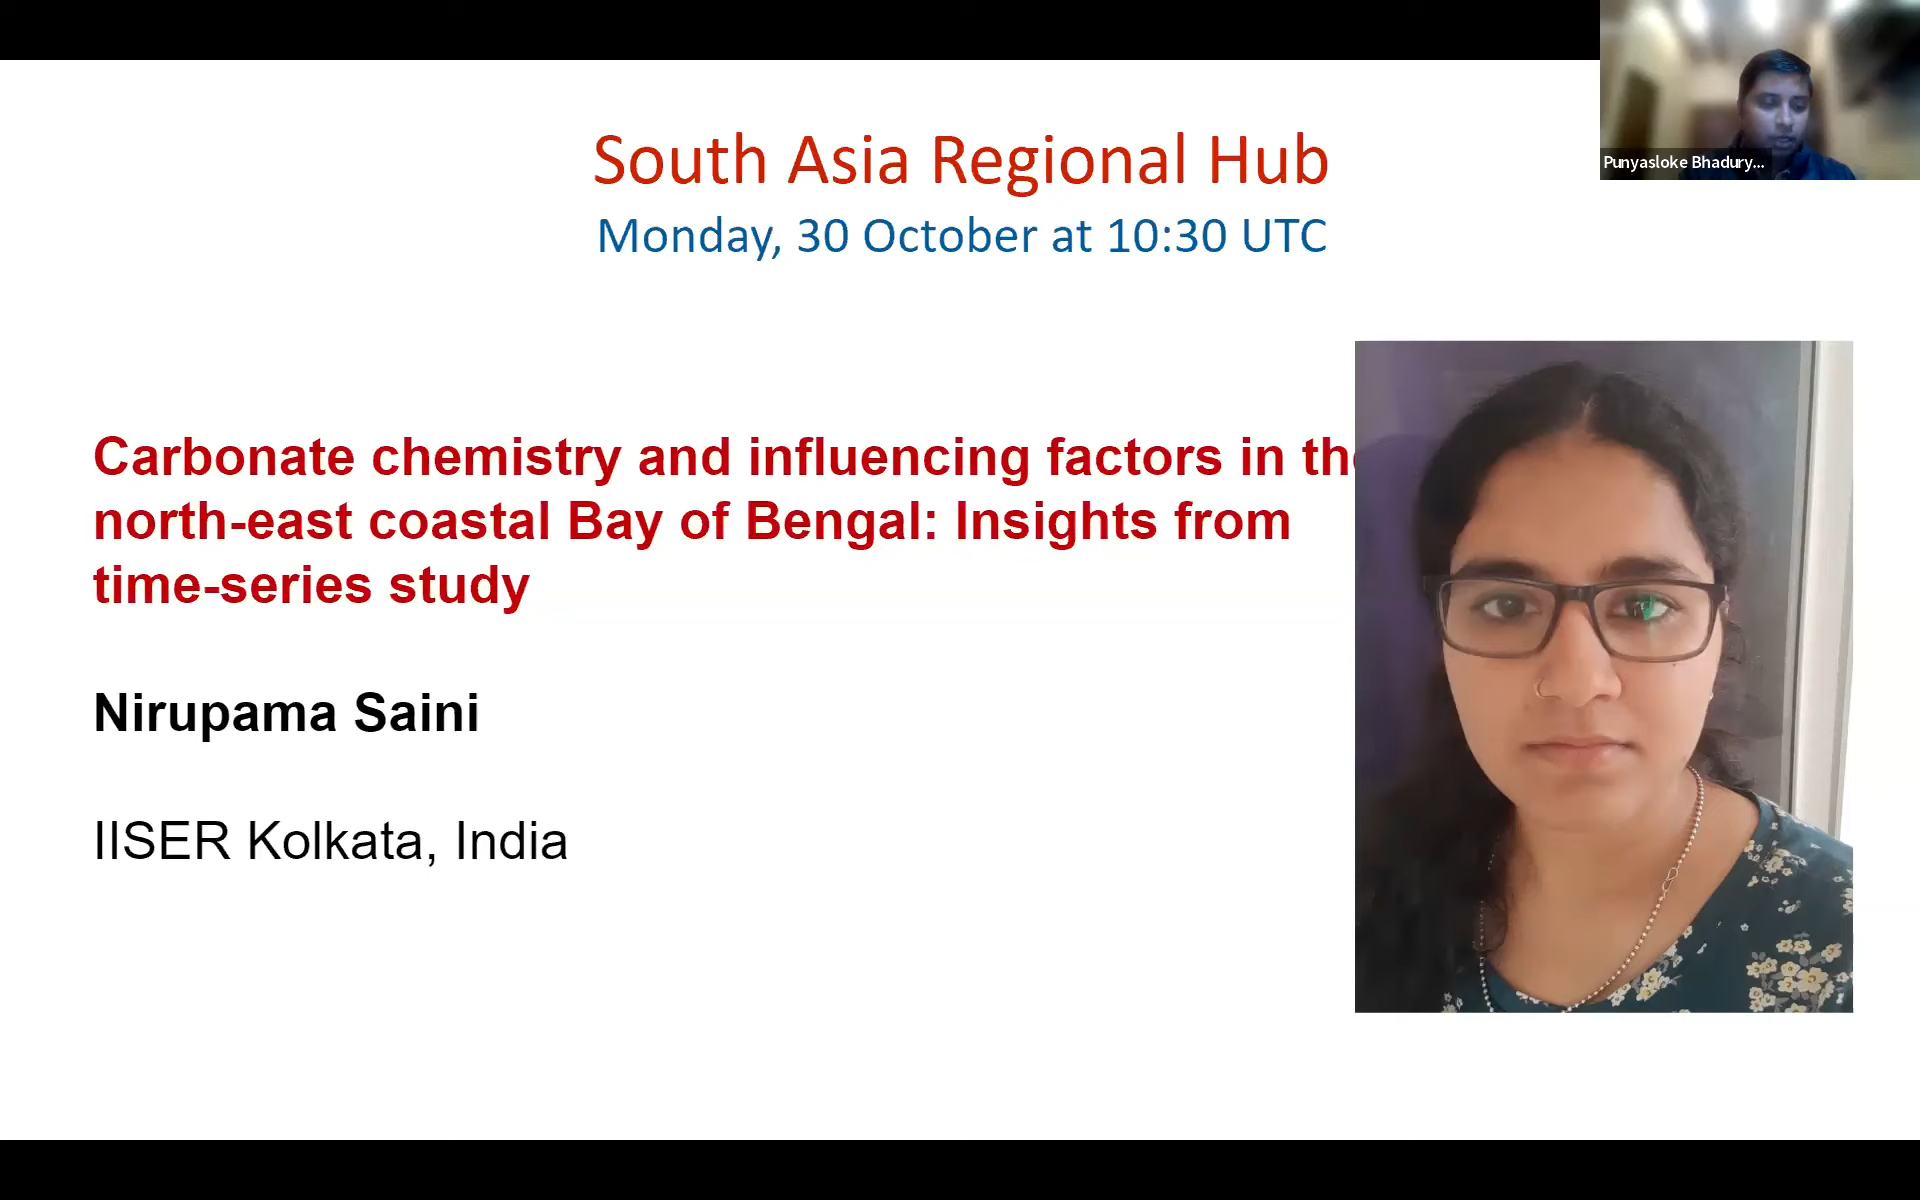 South Asia Regional Hub
Monday, 30 October at 10:30 UTC
Punyasloke Bhadury...
Carbonate chemistry and influencing factors in the
north-east coastal Bay of Bengal: Insights from
time-series study
Nirupama Saini
IISER Kolkata, India